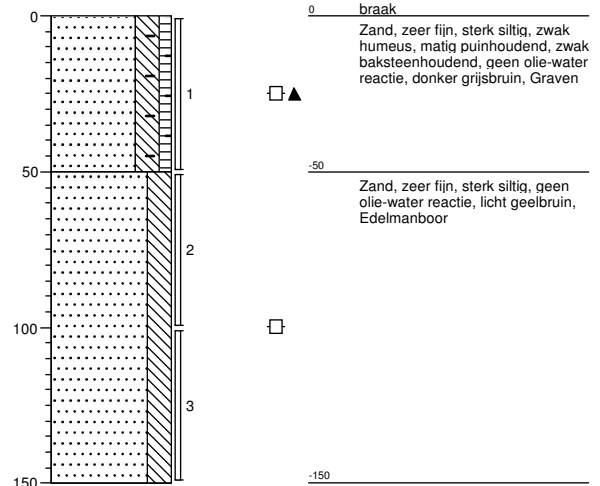 0
50
100
150
1
2
3
0 braak
Zand, zeer fijn, sterk siltig, zwak
humeus, matig puinhoudend, zwak
baksteenhoudend, geen olie-water
reactie, donker grijsbruin, Graven
-50
Zand, zeer fijn, sterk siltig, geen
olie-water reactie, licht geelbruin,
Edelmanboor
-150